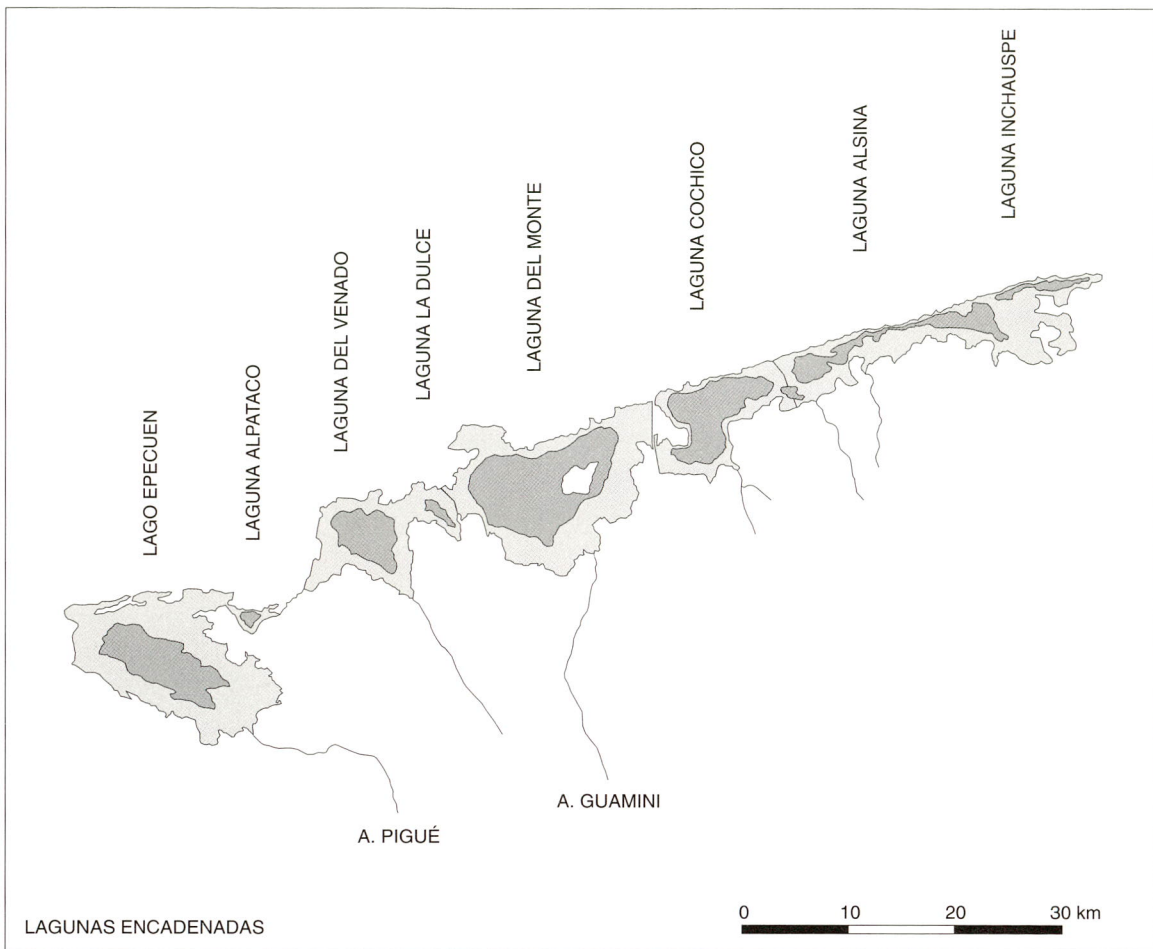 LAGO EPECUEN
LAGUNA ALPATACO
LAGUNA DEL VENADO
LAGUNA LA DULCE
LAGUNA DEL MONTE
LAGUNA COCHICO
LAGUNA ALSINA
LAGUNA INCHAUSPE
A. GUAMINI
A. PIGUÉ
LAGUNAS ENCADENADAS
0 10 20 30 km